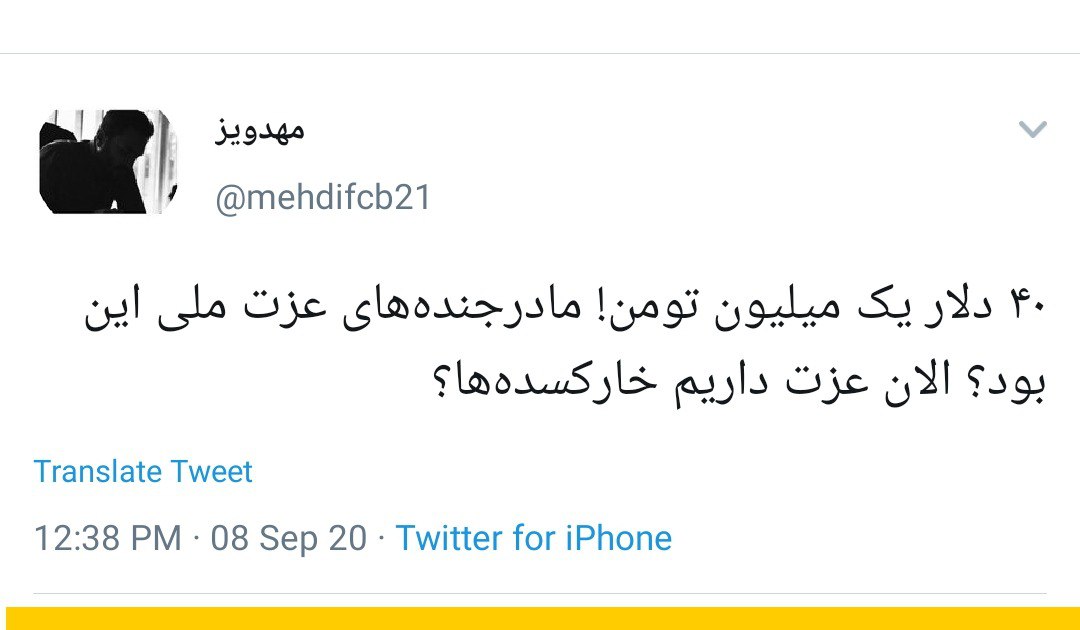 مهدویز
@mehdifcb21
۴۰ دلار یک میلیون تومن! مادرجنده‌های عزت ملی این
بود؟ الان عزت داریم خارکسده‌ها؟
Translate Tweet
12:38 PM · 08 Sep 20 · Twitter for iPhone